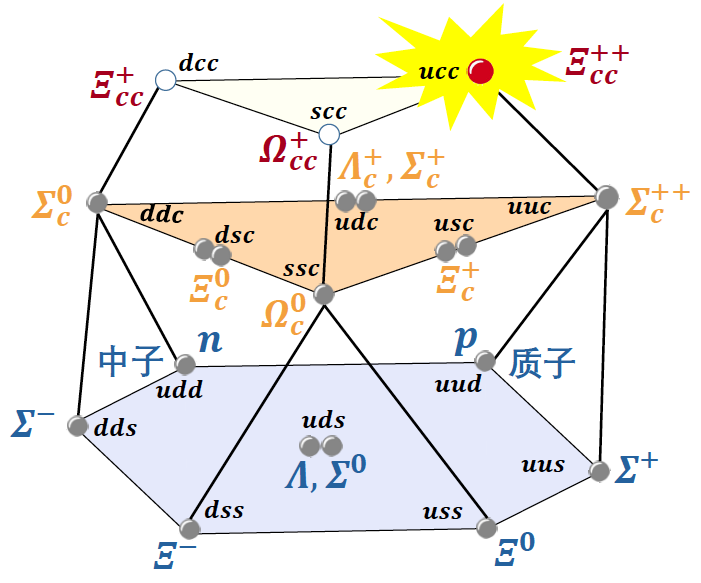 dcc
Ξ⁺cc
ucc
Ξ⁺⁺cc
scc
Ω⁺cc
Λ⁺c, Σ⁺c
Σ⁰c
ddc
udc
uuc
Σ⁺⁺c
dsc
usc
Ξ⁰c
ssc
Ξ⁺c
Ω⁰c
中子 n
p 质子
udd
uud
Σ⁻
dds
uds
Λ, Σ⁰
uus
Σ⁺
dss
uss
Ξ⁻
Ξ⁰